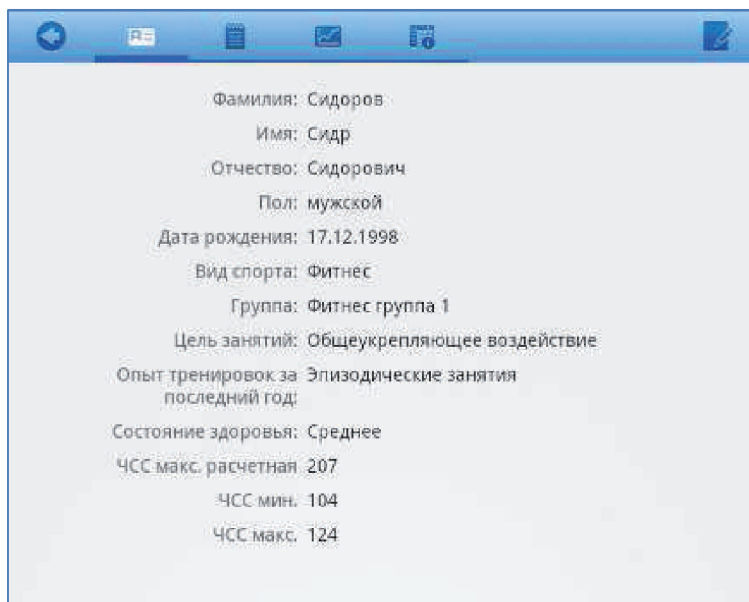 Фамилия: Сидоров
Имя: Сидр
Отчество: Сидорович
Пол: мужской
Дата рождения: 17.12.1998
Вид спорта: Фитнес
Группа: Фитнес группа 1
Цель занятий: Общеукрепляющее воздействие
Опыт тренировок за Эпизодические занятия
последний год:
Состояние здоровья: Среднее
ЧСС макс. расчетная 207
ЧСС мин. 104
ЧСС макс. 124